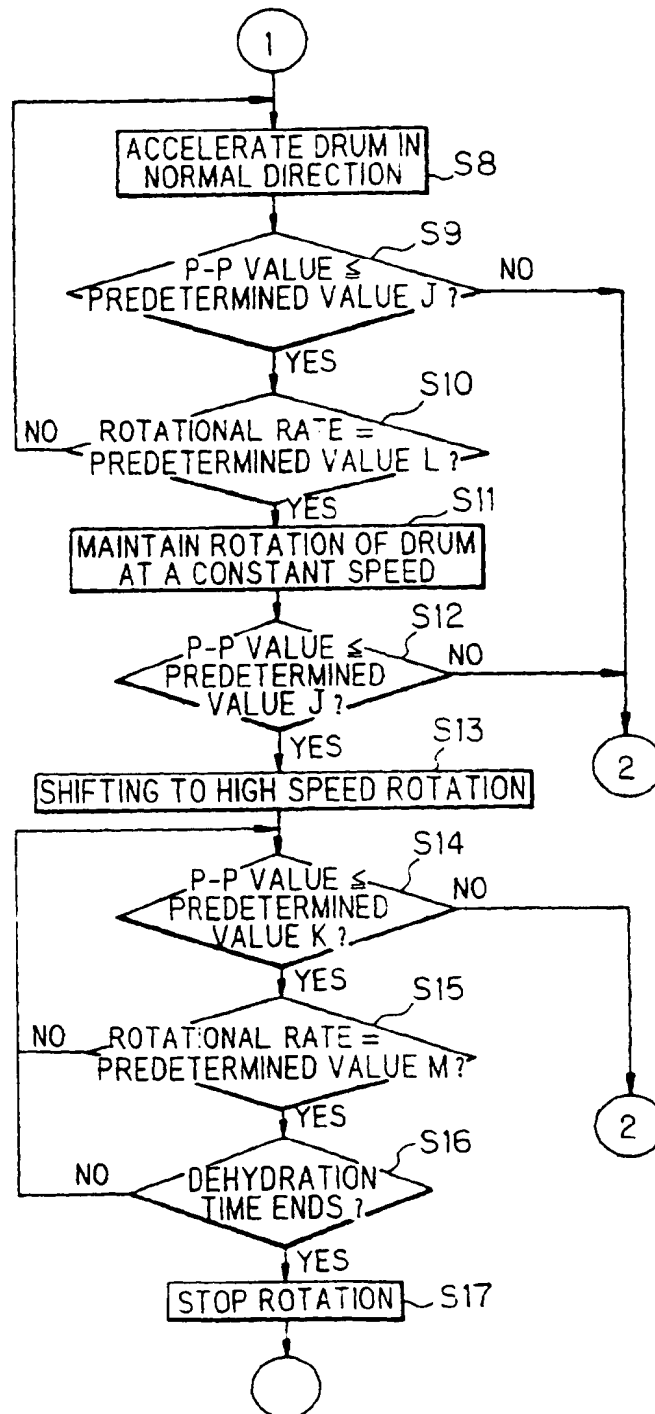 1
ACCELERATE DRUM IN
NORMAL DIRECTION
S8
S9
P-P VALUE ≦
PREDETERMINED VALUE J ?
NO
YES
S10
NO
ROTATIONAL RATE =
PREDETERMINED VALUE L ?
YES
S11
MAINTAIN ROTATION OF DRUM
AT A CONSTANT SPEED
S12
P-P VALUE ≦
PREDETERMINED
VALUE J ?
NO
YES
2
S13
SHIFTING TO HIGH SPEED ROTATION
S14
P-P VALUE ≦
PREDETERMINED
VALUE K ?
NO
YES
S15
NO
ROTATIONAL RATE =
PREDETERMINED VALUE M ?
YES
2
S16
NO
DEHYDRATION
TIME ENDS ?
YES
STOP ROTATION
S17